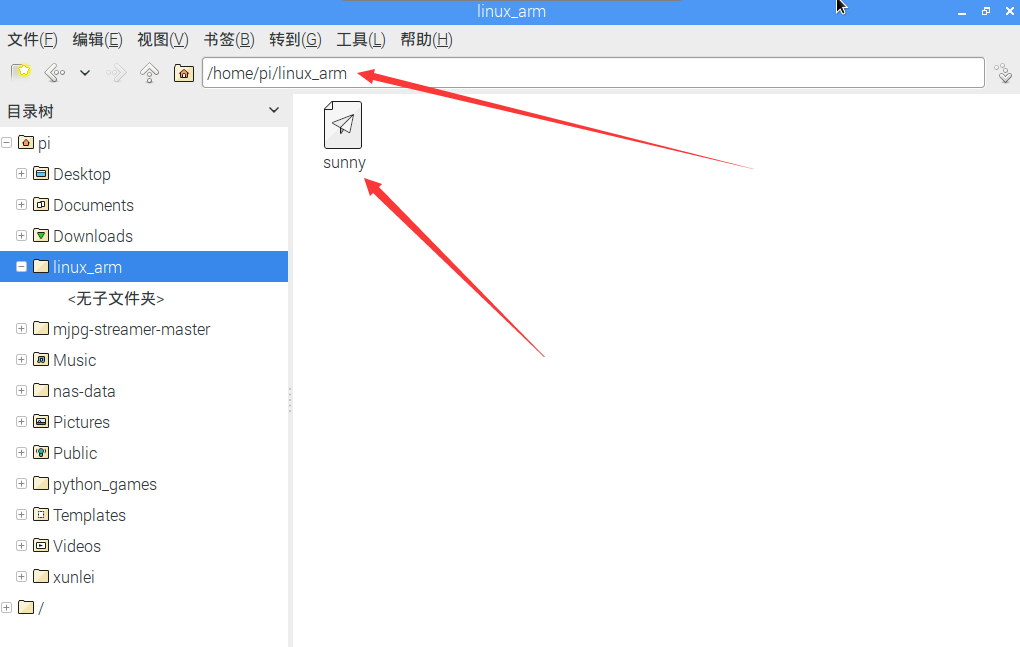 linux_arm
文件(F) 编辑(E) 视图(V) 书签(B) 转到(G) 工具(L) 帮助(H)
/home/pi/linux_arm
目录树
pi
Desktop
Documents
Downloads
linux_arm
<无子文件夹>
mjpg-streamer-master
Music
nas-data
Pictures
Public
python_games
Templates
Videos
xunlei
/
sunny